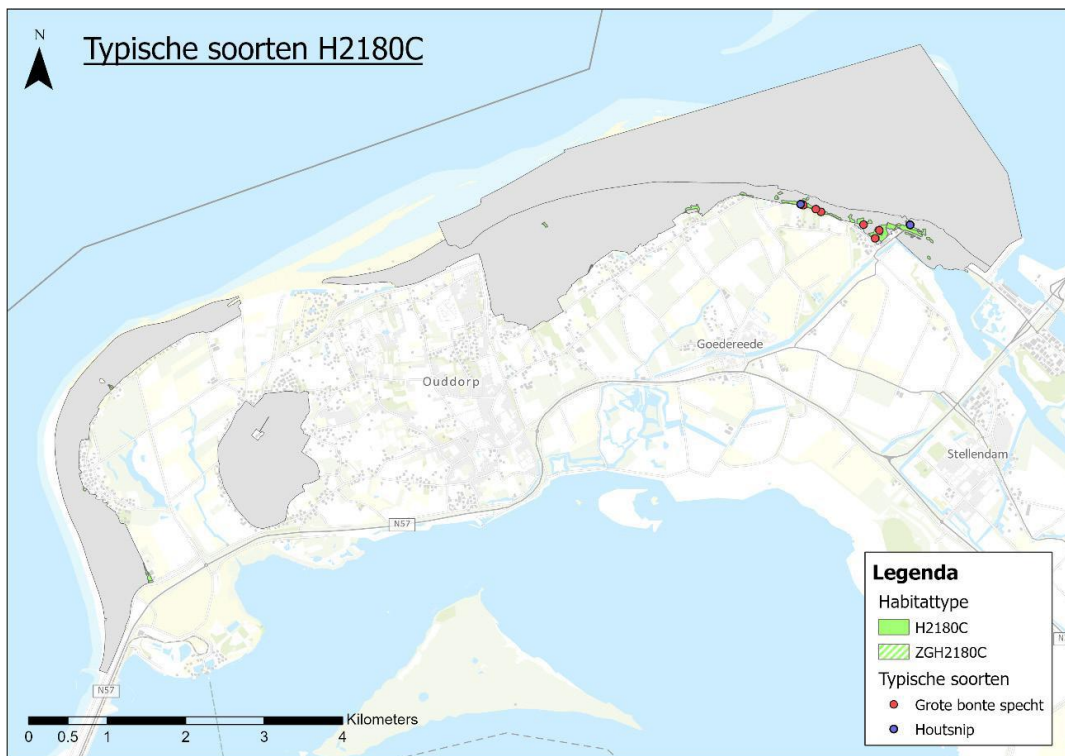 N
Typische soorten H2180C
Goedereede
Ouddorp
Stellendam
N57
N57
Legenda
Habitattype
H2180C
ZGH2180C
Typische soorten
Grote bonte specht
Houtsnip
Kilometers
0 0.5 1 2 3 4